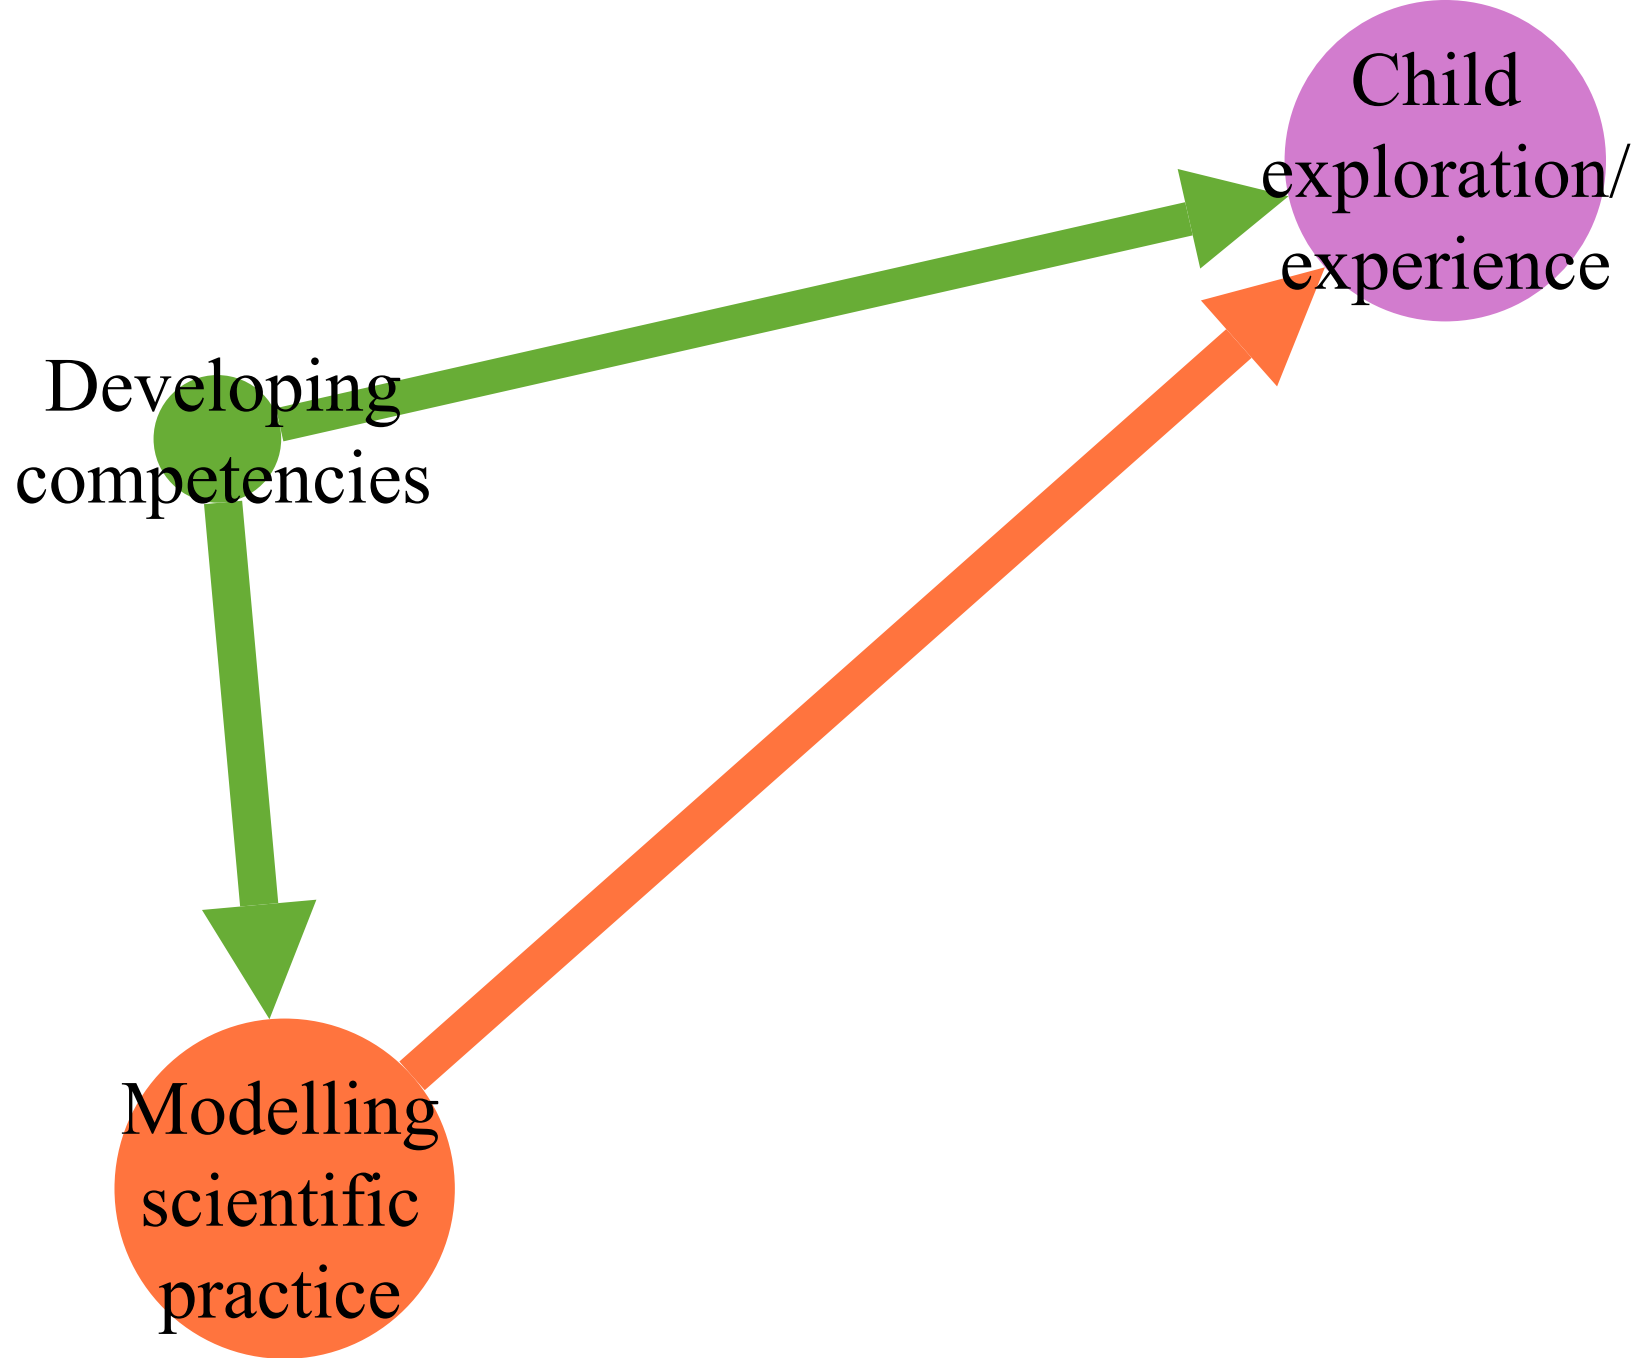 Child
exploration/
experience
Developing
competencies
Modelling
scientific
practice